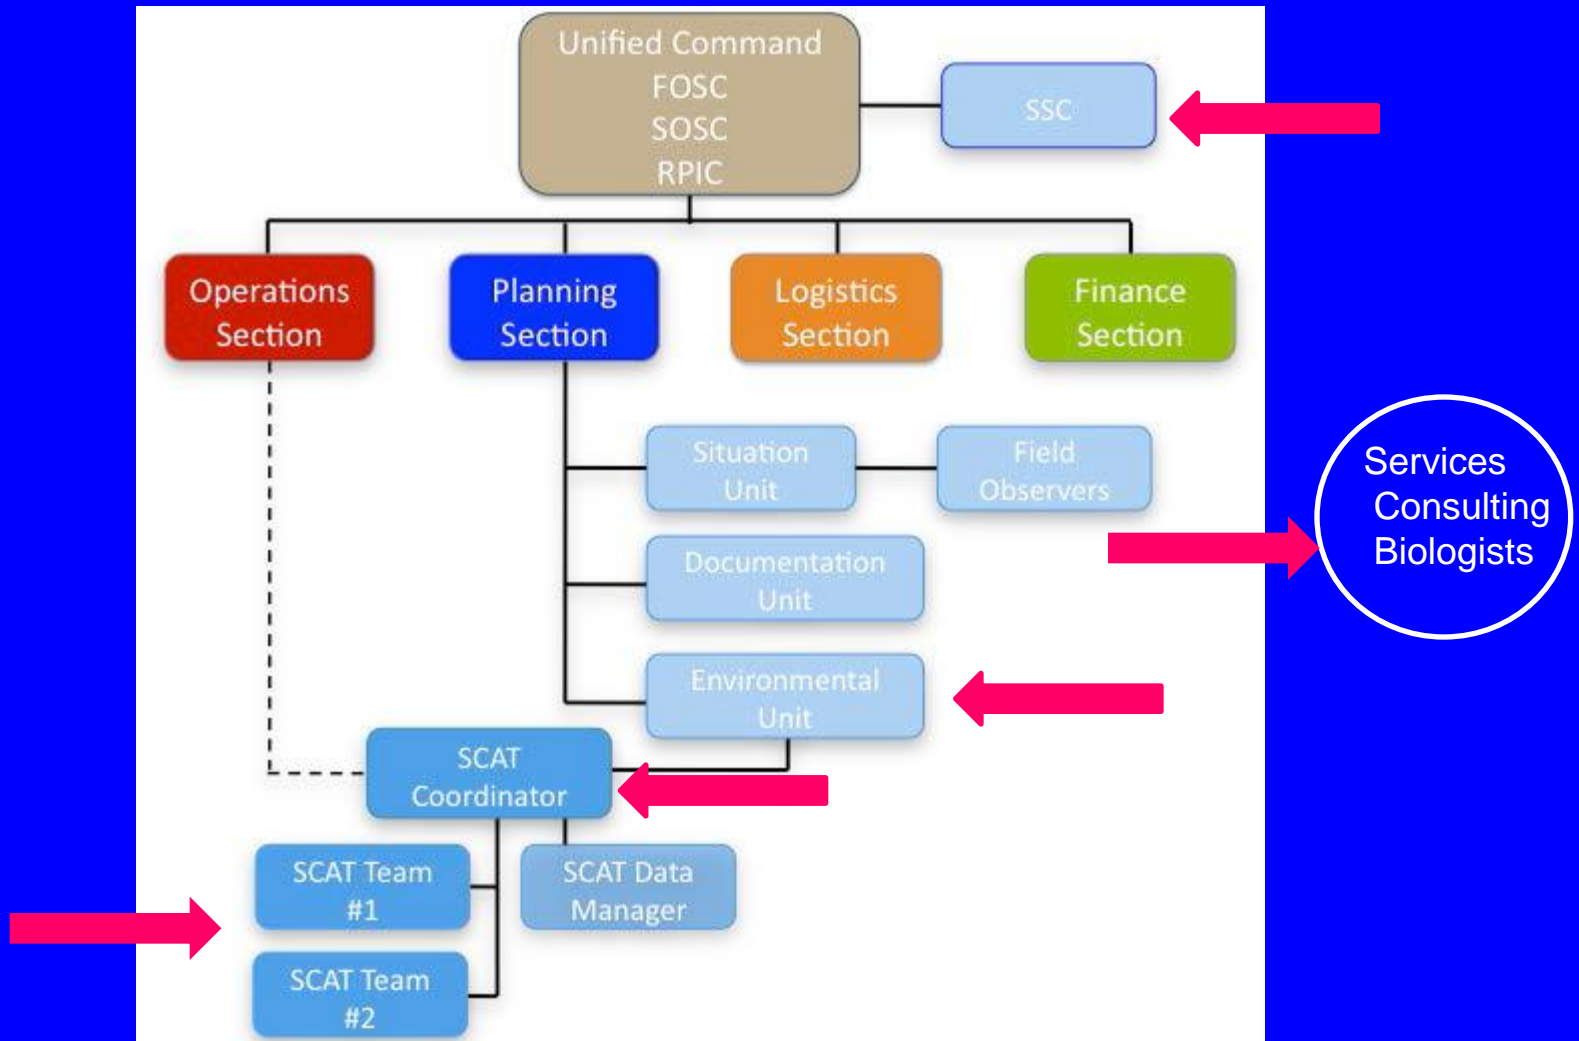 Unified Command
FOSC
SOSC
RPIC
SSC
Operations
Section
Planning
Section
Logistics
Section
Finance
Section
Situation
Unit
Field
Observers
Services
Consulting
Biologists
Documentation
Unit
Environmental
Unit
SCAT
Coordinator
SCAT Team
#1
SCAT Data
Manager
SCAT Team
#2